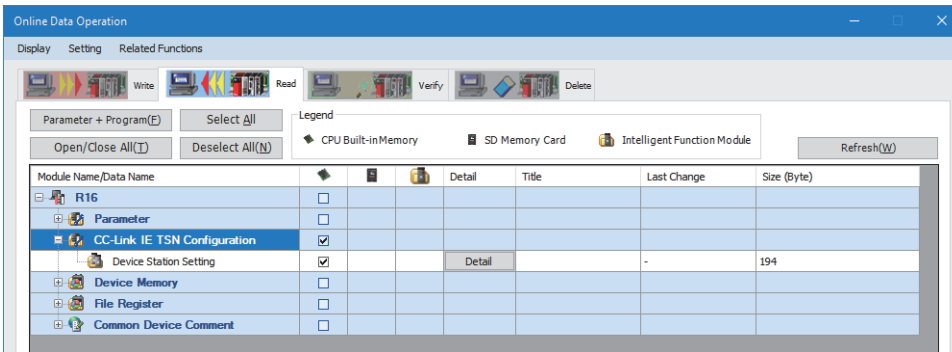 Online Data Operation
Display Setting Related Functions
Write Read Verify Delete
Parameter + Program(F) Select All Legend
CPU Built-in Memory SD Memory Card Intelligent Function Module
Open/Close All(T) Deselect All(N) Refresh(W)
Module Name/Data Name Detail Title Last Change Size (Byte)
R16
Parameter
CC-Link IE TSN Configuration
Device Station Setting Detail - 194
Device Memory
File Register
Common Device Comment